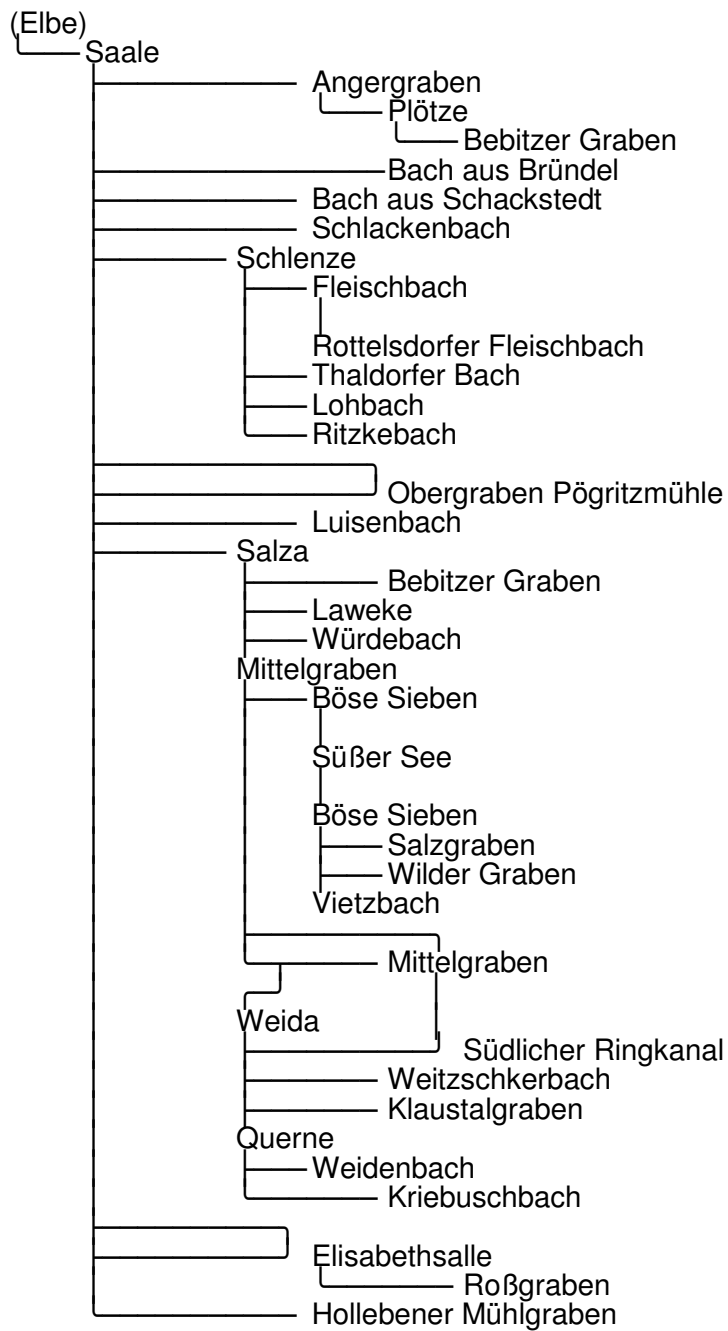 (Elbe)
Saale
Angergraben
Plötze
Bebitzer Graben
Bach aus Bründel
Bach aus Schackstedt
Schlackenbach
Schlenze
Fleischbach
Rottelsdorfer Fleischbach
Thaldorfer Bach
Lohbach
Ritzkebach
Obergraben Pögritzmühle
Luisenbach
Salza
Bebitzer Graben
Laweke
Würdebach
Mittelgraben
Böse Sieben
Süßer See
Böse Sieben
Salzgraben
Wilder Graben
Vietzbach
Mittelgraben
Weida
Südlicher Ringkanal
Weitzschkerbach
Klaustalgraben
Querne
Weidenbach
Kriebuschbach
Elisabethsalle
Roßgraben
Hollebener Mühlgraben